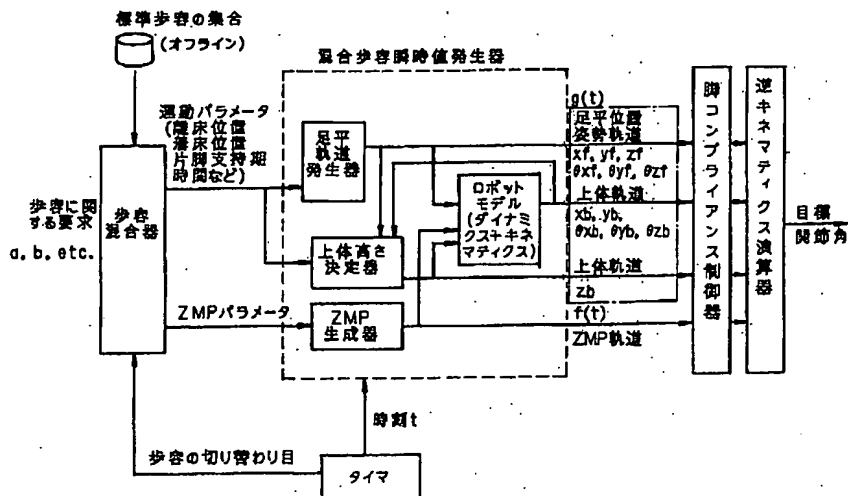 標準歩容の集合
(オフライン)
混合歩容瞬時値発生器
運動パラメータ
(離床位置
着床位置
片脚支持期
時間など)
足平
軌道
発生器
ロボット
モデル
(ダイナミ
クス+キネ
マティクス)
g(t)
足平位置
姿勢軌道
xf, yf, zf
θxf, θyf, θzf
上体軌道
xb, yb,
θxb, θyb, θzb
上体軌道
zb
f(t)
ZMP軌道
脚コンプライアンス制御器
逆キネマティクス演算器
目標
関節角
歩容に関
する要求
a, b, etc.
歩容
混合器
上体高さ
決定器
ZMPパラメータ
ZMP
生成器
時刻t
歩容の切り替わり目
タイマ